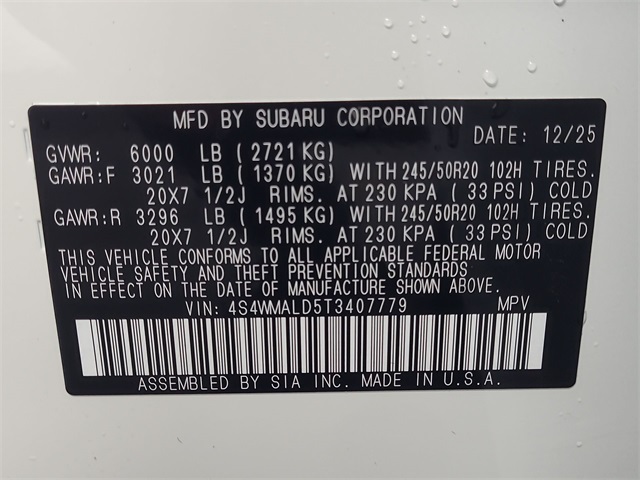 MFD BY SUBARU CORPORATION
DATE: 12/25
GVWR: 6000 LB ( 2721 KG)
GAWR:F 3021 LB ( 1370 KG) WITH 245/50R20 102H TIRES.
20X7 1/2J RIMS. AT 230 KPA ( 33 PSI) COLD
GAWR:R 3296 LB ( 1495 KG) WITH 245/50R20 102H TIRES.
20X7 1/2J RIMS. AT 230 KPA ( 33 PSI) COLD
THIS VEHICLE CONFORMS TO ALL APPLICABLE FEDERAL MOTOR
VEHICLE SAFETY AND THEFT PREVENTION STANDARDS
IN EFFECT ON THE DATE OF MANUFACTURE SHOWN ABOVE.
VIN: 4S4WMALD5T3407779 MPV
ASSEMBLED BY SIA INC. MADE IN U.S.A.